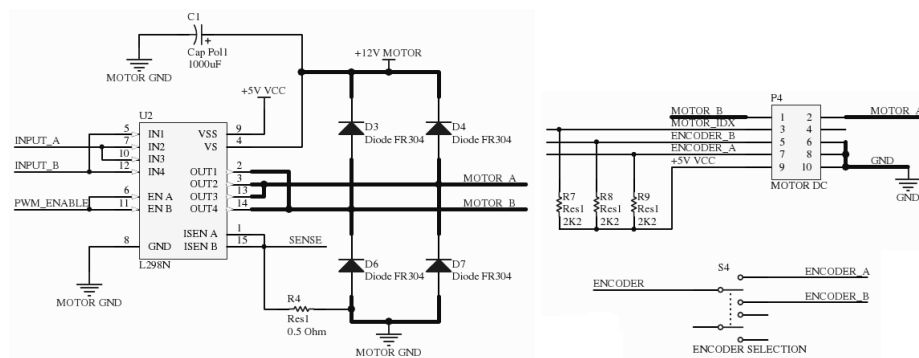 C1
Cap Pol1
1000uF
MOTOR GND
+12V MOTOR
+5V VCC
U2
INPUT_A
INPUT_B
PWM_ENABLE
5 IN1
7 IN2
10 IN3
12 IN4
6 EN A
11 EN B
8 GND
VSS 9
VS 4
OUT1 2
OUT2 3
OUT3 13
OUT4 14
ISEN A 1
ISEN B 15
L298N
MOTOR GND
SENSE
R4
Res1
0.5 Ohm
D3
Diode FR304
D4
Diode FR304
MOTOR_A
MOTOR_B
D6
Diode FR304
D7
Diode FR304
MOTOR GND
P4
MOTOR_B
MOTOR_IDX
ENCODER_B
ENCODER_A
+5V VCC
1 2
3 4
5 6
7 8
9 10
MOTOR DC
GND
GND
R7
Res1
2K2
R8
Res1
2K2
R9
Res1
2K2
S4
ENCODER
ENCODER_A
ENCODER_B
ENCODER SELECTION